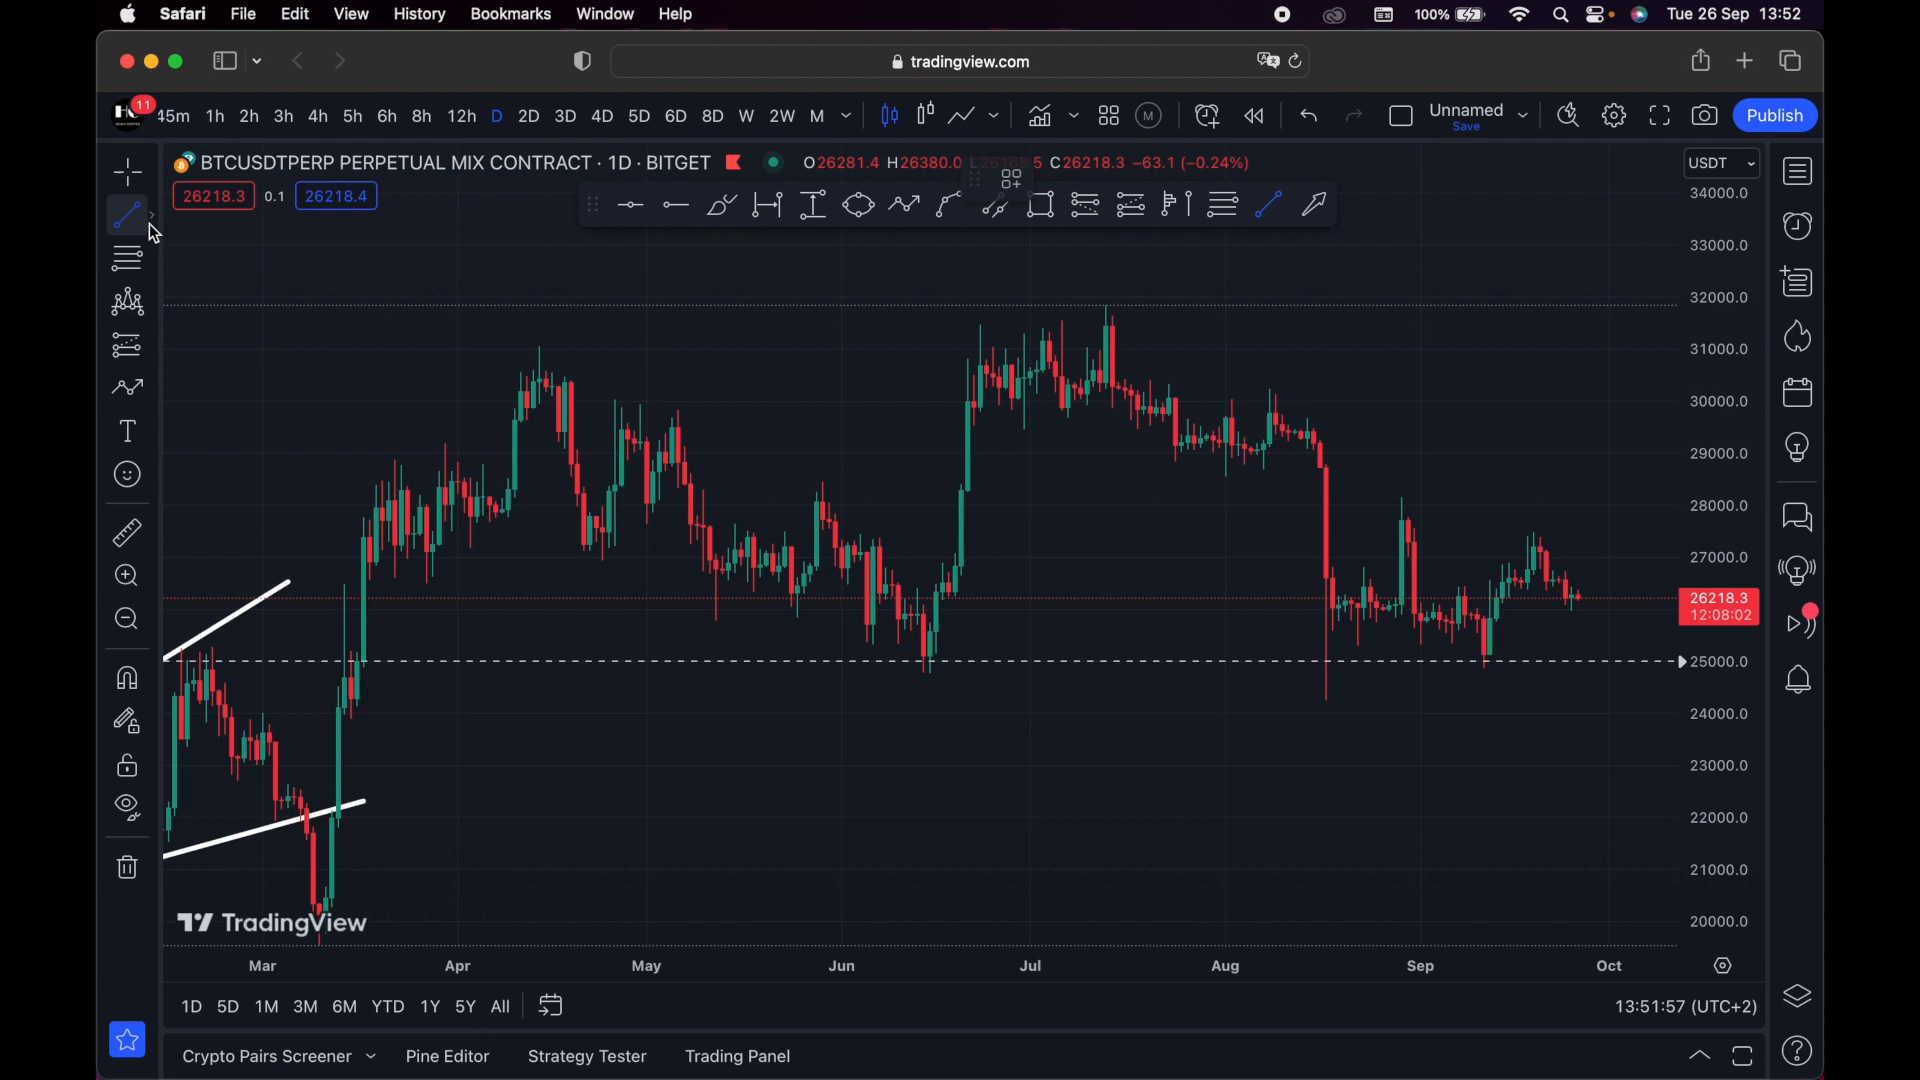 Safari File Edit View History Bookmarks Window Help 100% Tue 26 Sep 13:52
tradingview.com
11 45m 1h 2h 3h 4h 5h 6h 8h 12h D 2D 3D 4D 5D 6D 8D W 2W M M Unnamed Publish
Save
BTCUSDTPERP PERPETUAL MIX CONTRACT · 1D · BITGET O26281.4 H26380.0 C26218.3 −63.1 (−0.24%) USDT
26218.3 0.1 26218.4
34000.0
33000.0
32000.0
31000.0
30000.0
29000.0
28000.0
27000.0
26218.3
12:08:02
25000.0
24000.0
23000.0
22000.0
21000.0
20000.0
TradingView
Mar Apr May Jun Jul Aug Sep Oct
1D 5D 1M 3M 6M YTD 1Y 5Y All 13:51:57 (UTC+2)
Crypto Pairs Screener Pine Editor Strategy Tester Trading Panel